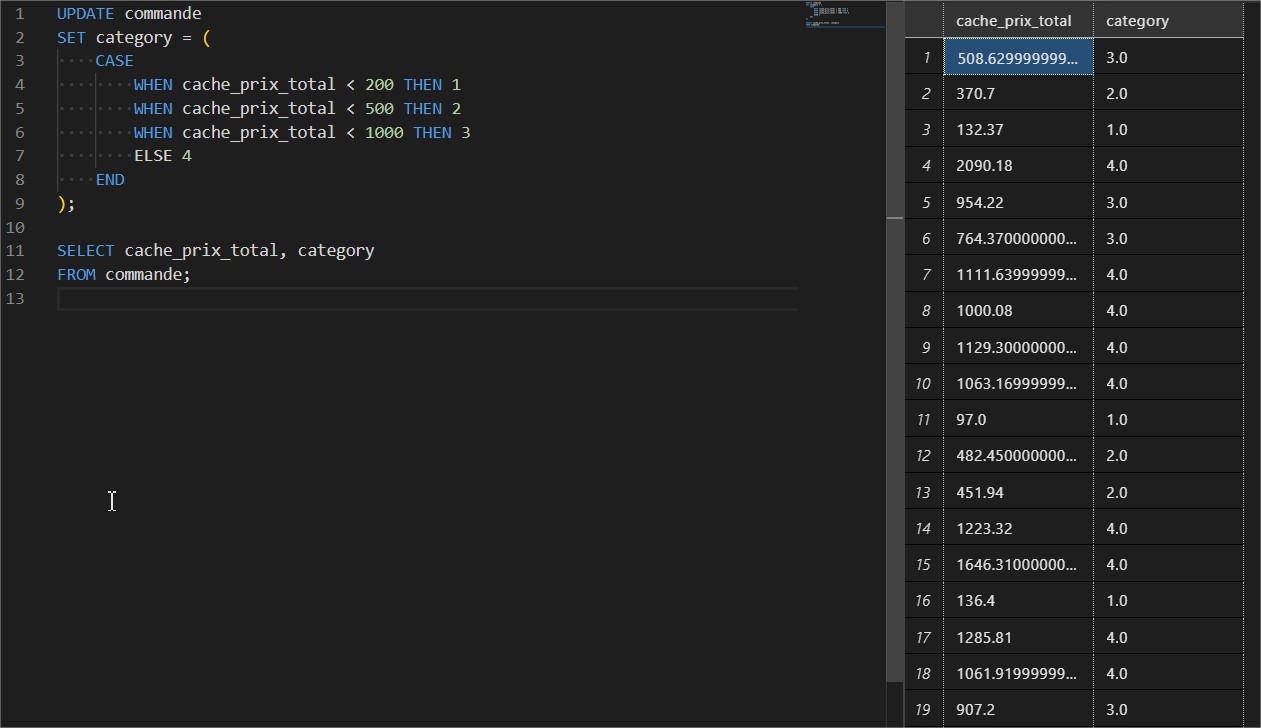 1 UPDATE commande
2 SET category = (
3 ····CASE
4 ········WHEN cache_prix_total < 200 THEN 1
5 ········WHEN cache_prix_total < 500 THEN 2
6 ········WHEN cache_prix_total < 1000 THEN 3
7 ········ELSE 4
8 ····END
9 );
10
11 SELECT cache_prix_total, category
12 FROM commande;
13
cache_prix_total category
1 508.629999999... 3.0
2 370.7 2.0
3 132.37 1.0
4 2090.18 4.0
5 954.22 3.0
6 764.370000000... 3.0
7 1111.63999999... 4.0
8 1000.08 4.0
9 1129.30000000... 4.0
10 1063.16999999... 4.0
11 97.0 1.0
12 482.450000000... 2.0
13 451.94 2.0
14 1223.32 4.0
15 1646.31000000... 4.0
16 136.4 1.0
17 1285.81 4.0
18 1061.91999999... 4.0
19 907.2 3.0